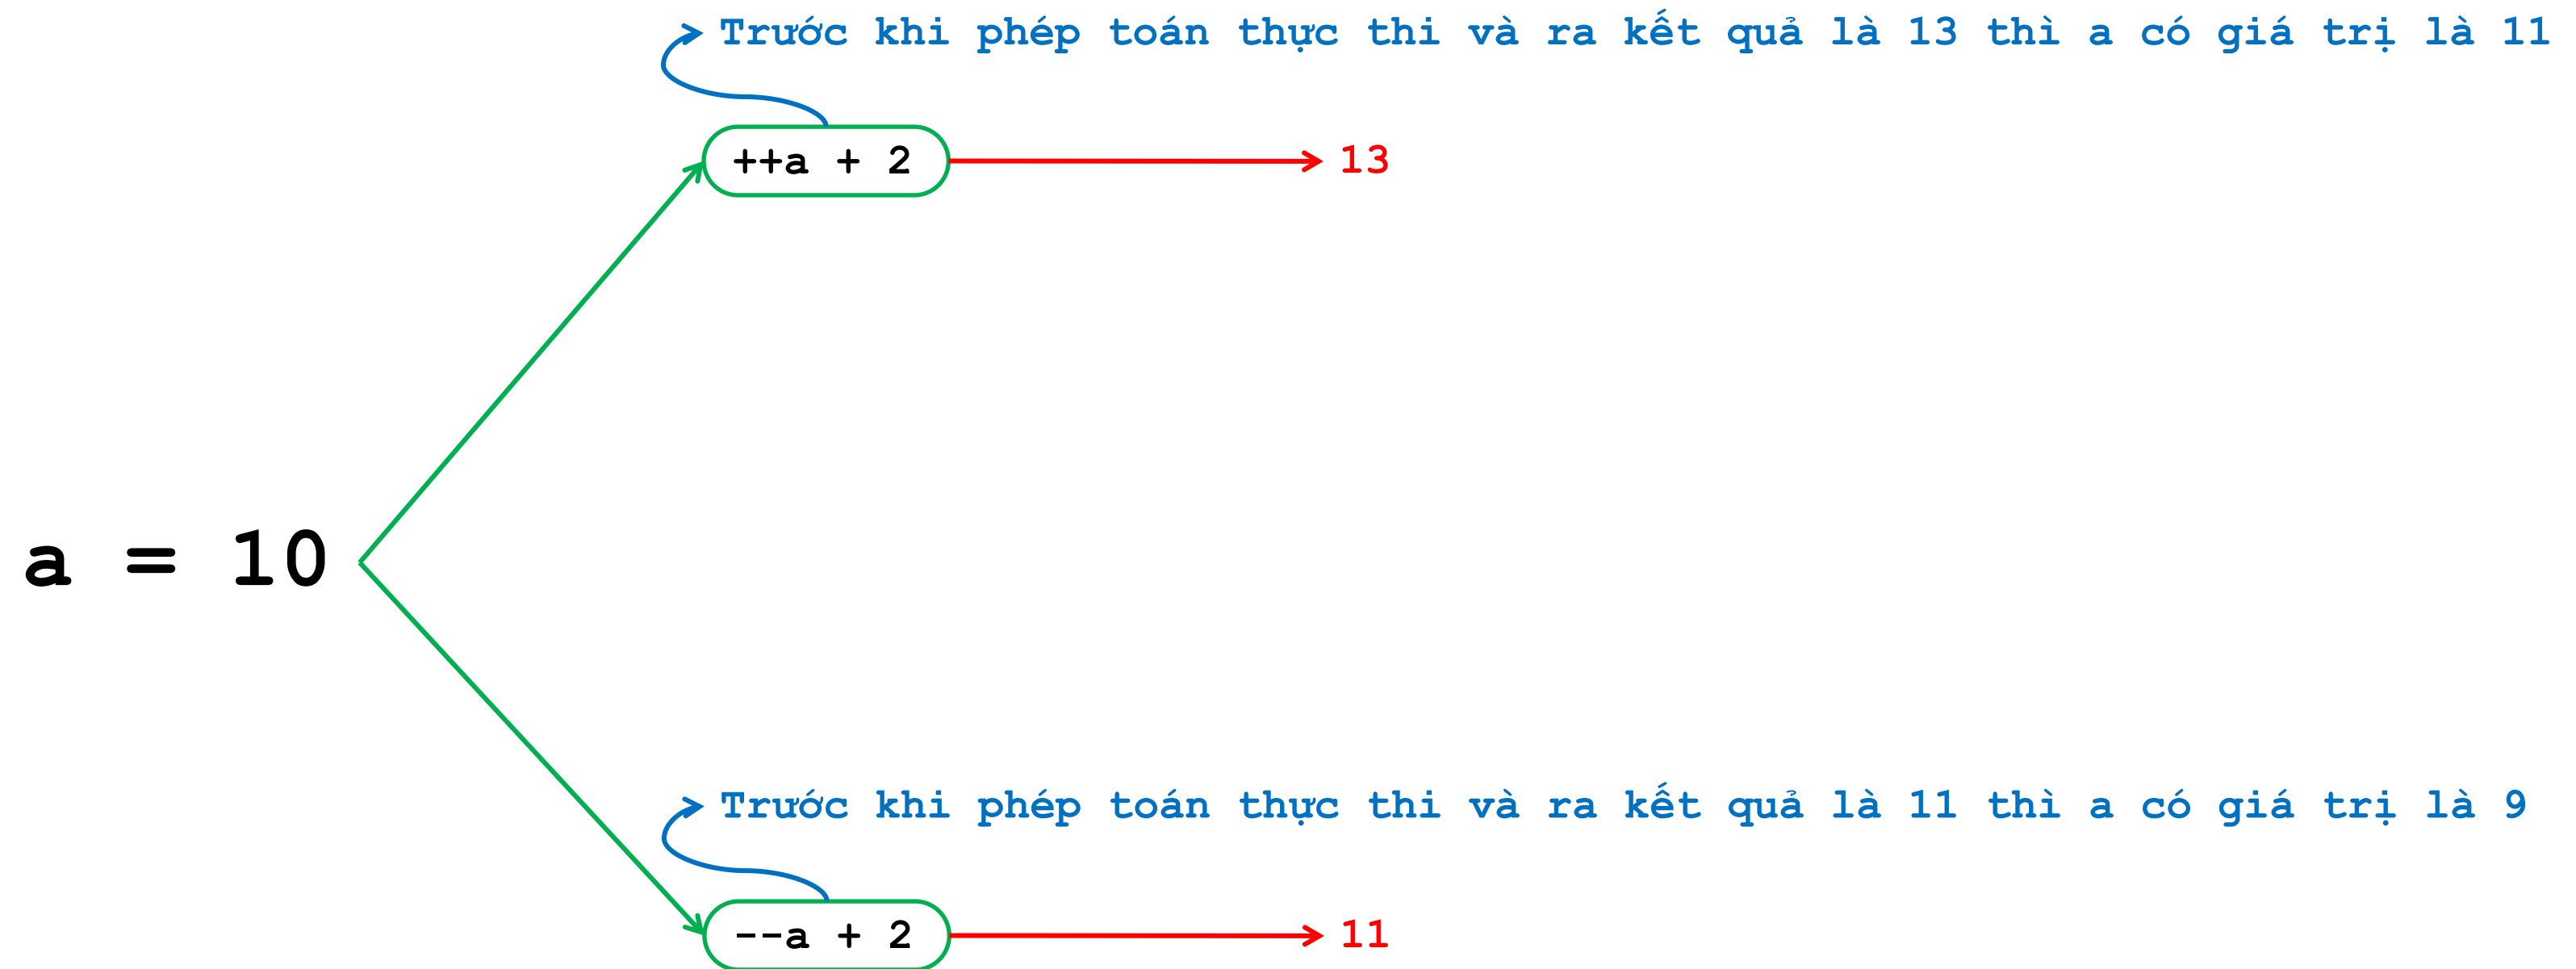 Trước khi phép toán thực thi và ra kết quả là 13 thì a có giá trị là 11
++a + 2
13
a = 10
Trước khi phép toán thực thi và ra kết quả là 11 thì a có giá trị là 9
--a + 2
11